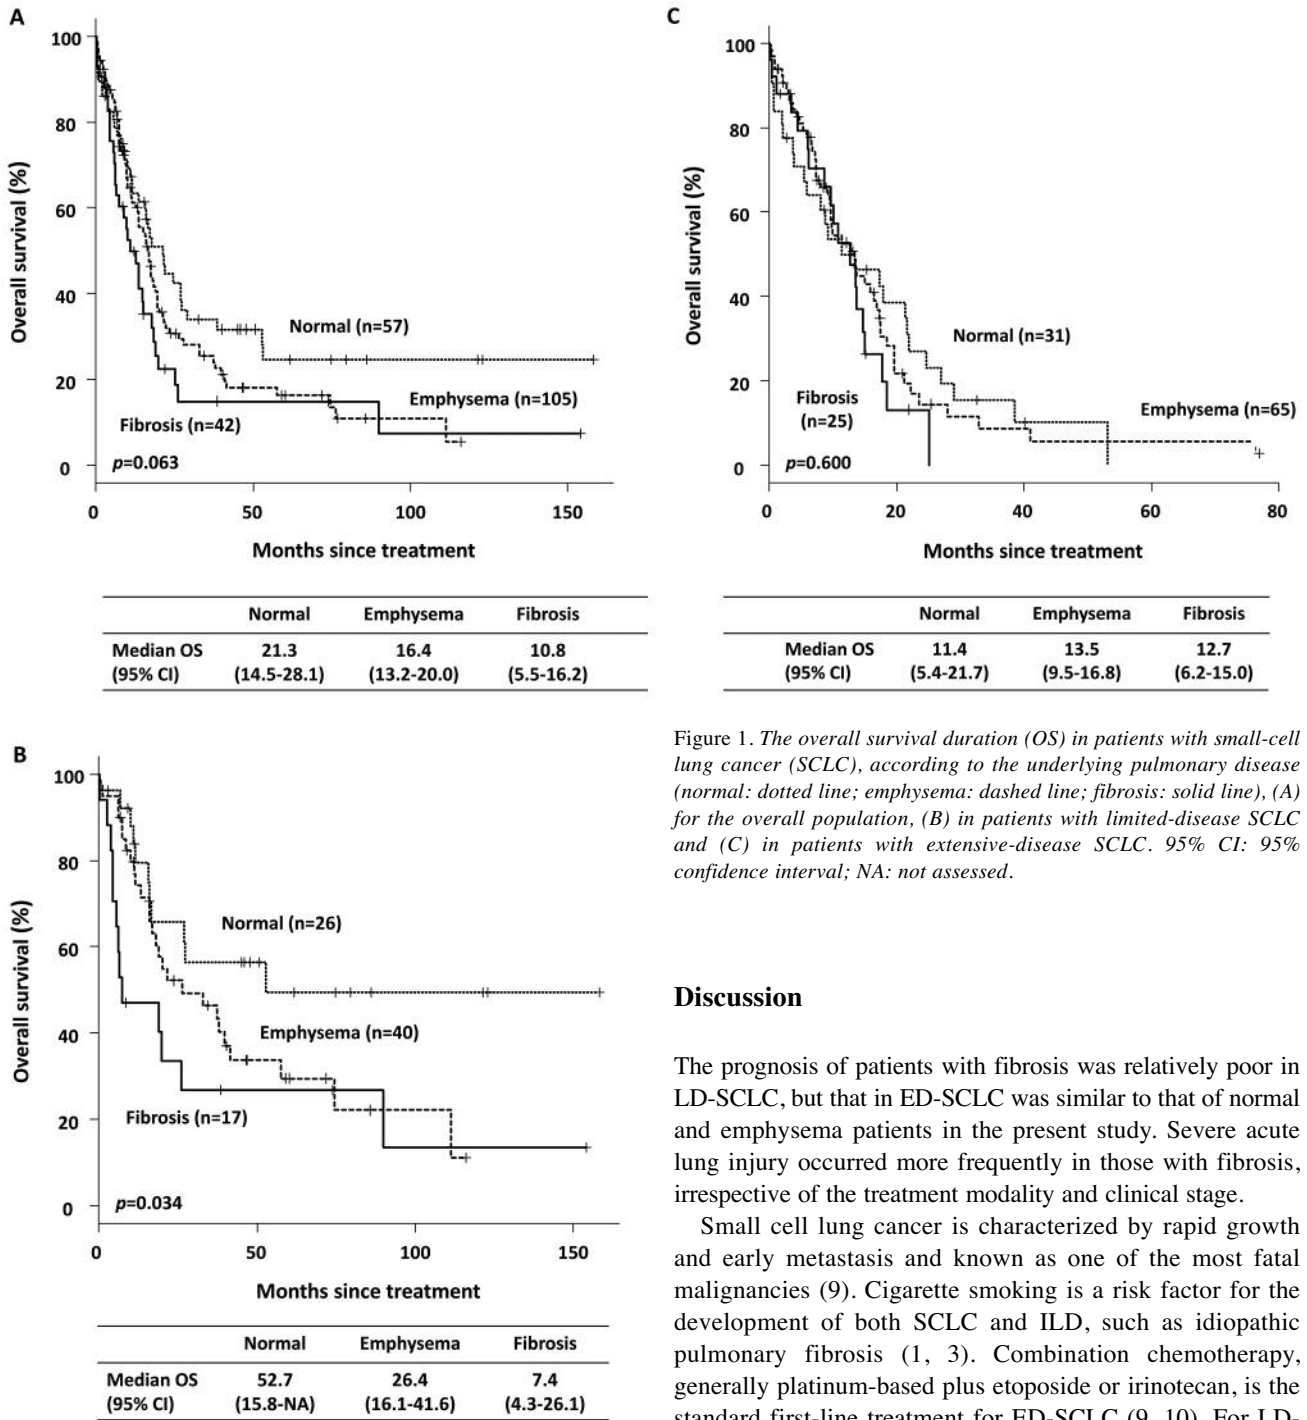 A
100
80
60
40
20
0
Overall survival (%)
Normal (n=57)
Emphysema (n=105)
Fibrosis (n=42)
p=0.063
0 50 100 150
Months since treatment
Normal Emphysema Fibrosis
Median OS 21.3 16.4 10.8
(95% CI) (14.5-28.1) (13.2-20.0) (5.5-16.2)
B
100
80
60
40
20
0
Overall survival (%)
Normal (n=26)
Emphysema (n=40)
Fibrosis (n=17)
p=0.034
0 50 100 150
Months since treatment
Normal Emphysema Fibrosis
Median OS 52.7 26.4 7.4
(95% CI) (15.8-NA) (16.1-41.6) (4.3-26.1)
C
100
80
60
40
20
0
Overall survival (%)
Normal (n=31)
Fibrosis
(n=25)
Emphysema (n=65)
p=0.600
0 20 40 60 80
Months since treatment
Normal Emphysema Fibrosis
Median OS 11.4 13.5 12.7
(95% CI) (5.4-21.7) (9.5-16.8) (6.2-15.0)
Figure 1. The overall survival duration (OS) in patients with small-cell
lung cancer (SCLC), according to the underlying pulmonary disease
(normal: dotted line; emphysema: dashed line; fibrosis: solid line), (A)
for the overall population, (B) in patients with limited-disease SCLC
and (C) in patients with extensive-disease SCLC. 95% CI: 95%
confidence interval; NA: not assessed.
Discussion
The prognosis of patients with fibrosis was relatively poor in
LD-SCLC, but that in ED-SCLC was similar to that of normal
and emphysema patients in the present study. Severe acute
lung injury occurred more frequently in those with fibrosis,
irrespective of the treatment modality and clinical stage.
Small cell lung cancer is characterized by rapid growth
and early metastasis and known as one of the most fatal
malignancies (9). Cigarette smoking is a risk factor for the
development of both SCLC and ILD, such as idiopathic
pulmonary fibrosis (1, 3). Combination chemotherapy,
generally platinum-based plus etoposide or irinotecan, is the
standard first-line treatment for ED-SCLC (9, 10). For LD-